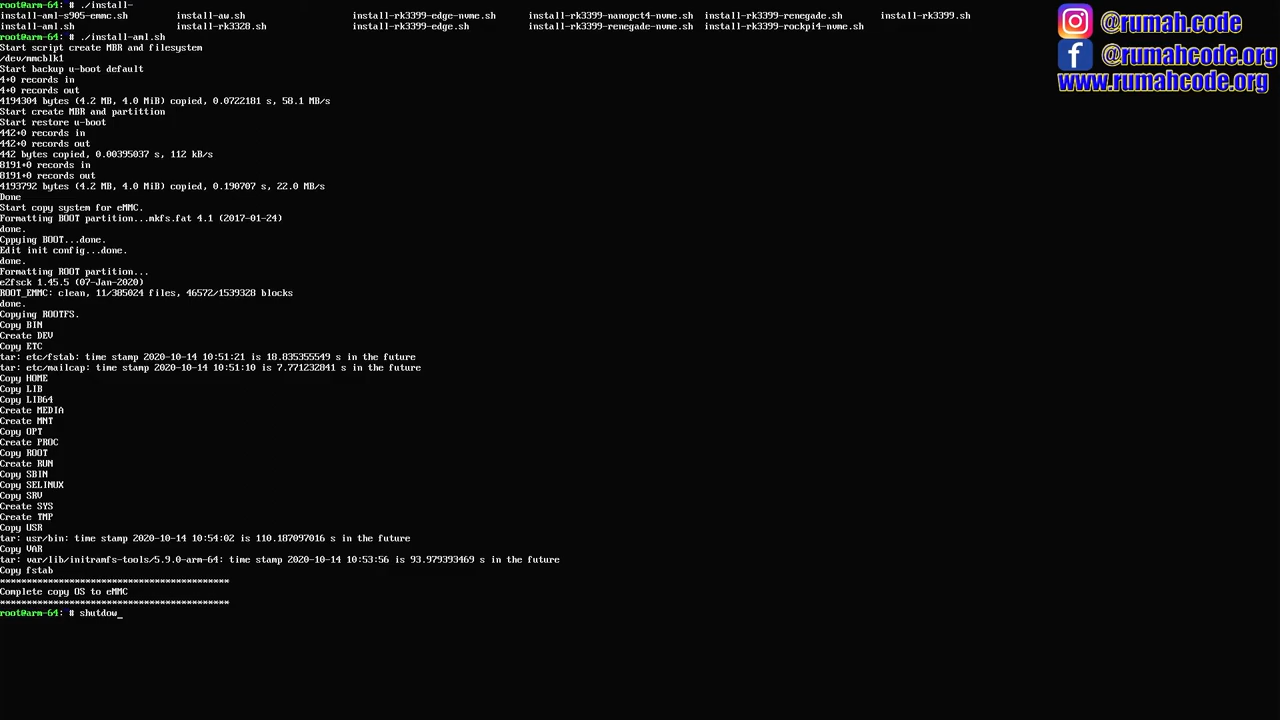 root@arm-64: # ./install-
install-aml-s905-emmc.sh install-aw.sh install-rk3399-edge-nvme.sh install-rk3399-nanopct4-nvme.sh install-rk3399-renegade.sh install-rk3399.sh
install-aml.sh install-rk3328.sh install-rk3399-edge.sh install-rk3399-renegade-nvme.sh install-rk3399-rockpi4-nvme.sh
root@arm-64: # ./install-aml.sh
Start script create MBR and filesystem
/dev/mmcblk1
Start backup u-boot default
4+0 records in
4+0 records out
4194304 bytes (4.2 MB, 4.0 MiB) copied, 0.0722181 s, 58.1 MB/s
Start create MBR and partition
Start restore u-boot
442+0 records in
442+0 records out
442 bytes copied, 0.00395037 s, 112 kB/s
8191+0 records in
8191+0 records out
4193792 bytes (4.2 MB, 4.0 MiB) copied, 0.190707 s, 22.0 MB/s
Done
Start copy system for eMMC.
Formatting BOOT partition...mkfs.fat 4.1 (2017-01-24)
done.
Cppying BOOT...done.
Edit init config...done.
done.
Formatting ROOT partition...
e2fsck 1.45.5 (07-Jan-2020)
ROOT_EMMC: clean, 11/385024 files, 46572/1539328 blocks
done.
Copying ROOTFS.
Copy BIN
Create DEV
Copy ETC
tar: etc/fstab: time stamp 2020-10-14 10:51:21 is 18.835355549 s in the future
tar: etc/mailcap: time stamp 2020-10-14 10:51:10 is 7.771232841 s in the future
Copy HOME
Copy LIB
Copy LIB64
Create MEDIA
Create MNT
Copy OPT
Create PROC
Copy ROOT
Create RUN
Copy SBIN
Copy SELINUX
Copy SRV
Create SYS
Create TMP
Copy USR
tar: usr/bin: time stamp 2020-10-14 10:54:02 is 110.187097016 s in the future
Copy VAR
tar: var/lib/initramfs-tools/5.9.0-arm-64: time stamp 2020-10-14 10:53:56 is 93.979393469 s in the future
Copy fstab
*******************************************
Complete copy OS to eMMC
*******************************************
root@arm-64: # shutdow_
@rumah.code
@rumahcode.org
www.rumahcode.org